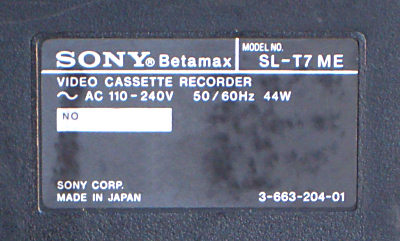 SONY® Betamax
MODEL NO.
SL-T7 ME
VIDEO CASSETTE RECORDER
~ AC 110-240V 50/60Hz 44W
NO
SONY CORP.
MADE IN JAPAN
3-663-204-01